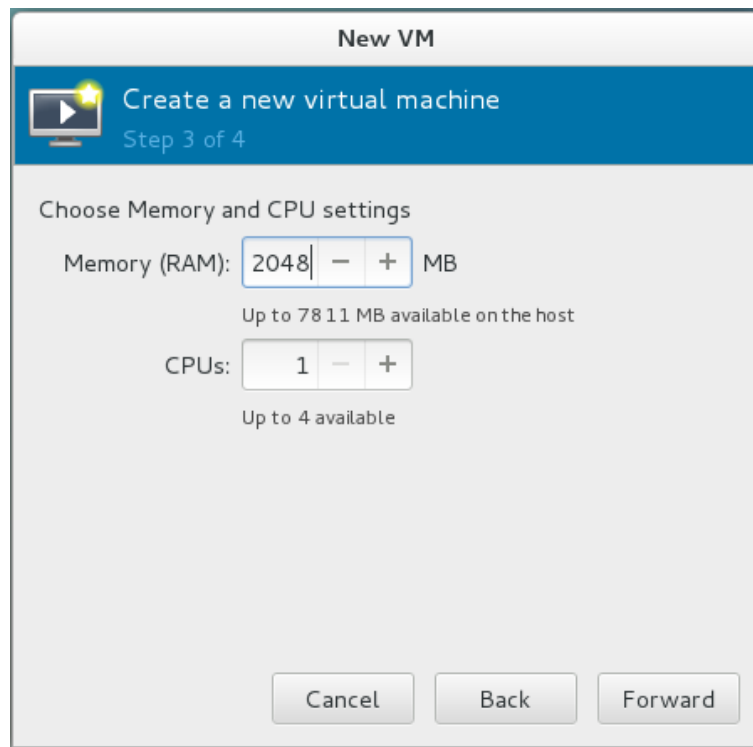 New VM
Create a new virtual machine
Step 3 of 4
Choose Memory and CPU settings
Memory (RAM): 2048 − + MB
Up to 7811 MB available on the host
CPUs: 1 − +
Up to 4 available
Cancel Back Forward